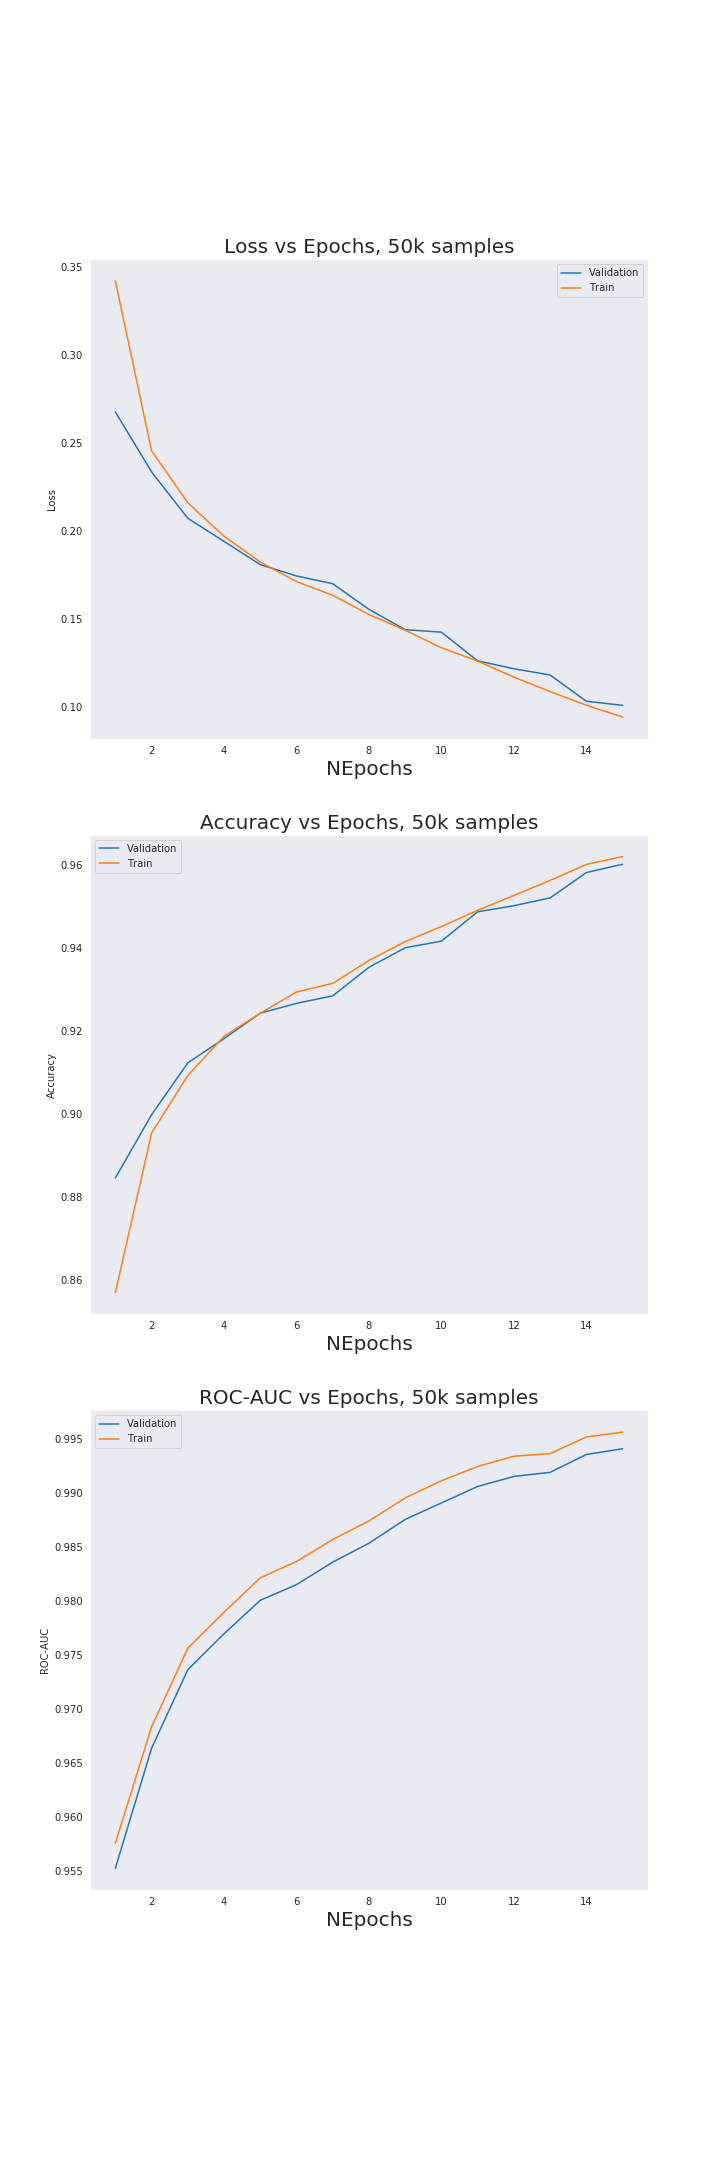 Loss vs Epochs, 50k samples
Validation
Train
0.35
0.30
0.25
0.20
0.15
0.10
Loss
2 4 6 8 10 12 14
NEpochs
Accuracy vs Epochs, 50k samples
Validation
Train
0.96
0.94
0.92
0.90
0.88
0.86
Accuracy
2 4 6 8 10 12 14
NEpochs
ROC-AUC vs Epochs, 50k samples
Validation
Train
0.995
0.990
0.985
0.980
0.975
0.970
0.965
0.960
0.955
ROC-AUC
2 4 6 8 10 12 14
NEpochs